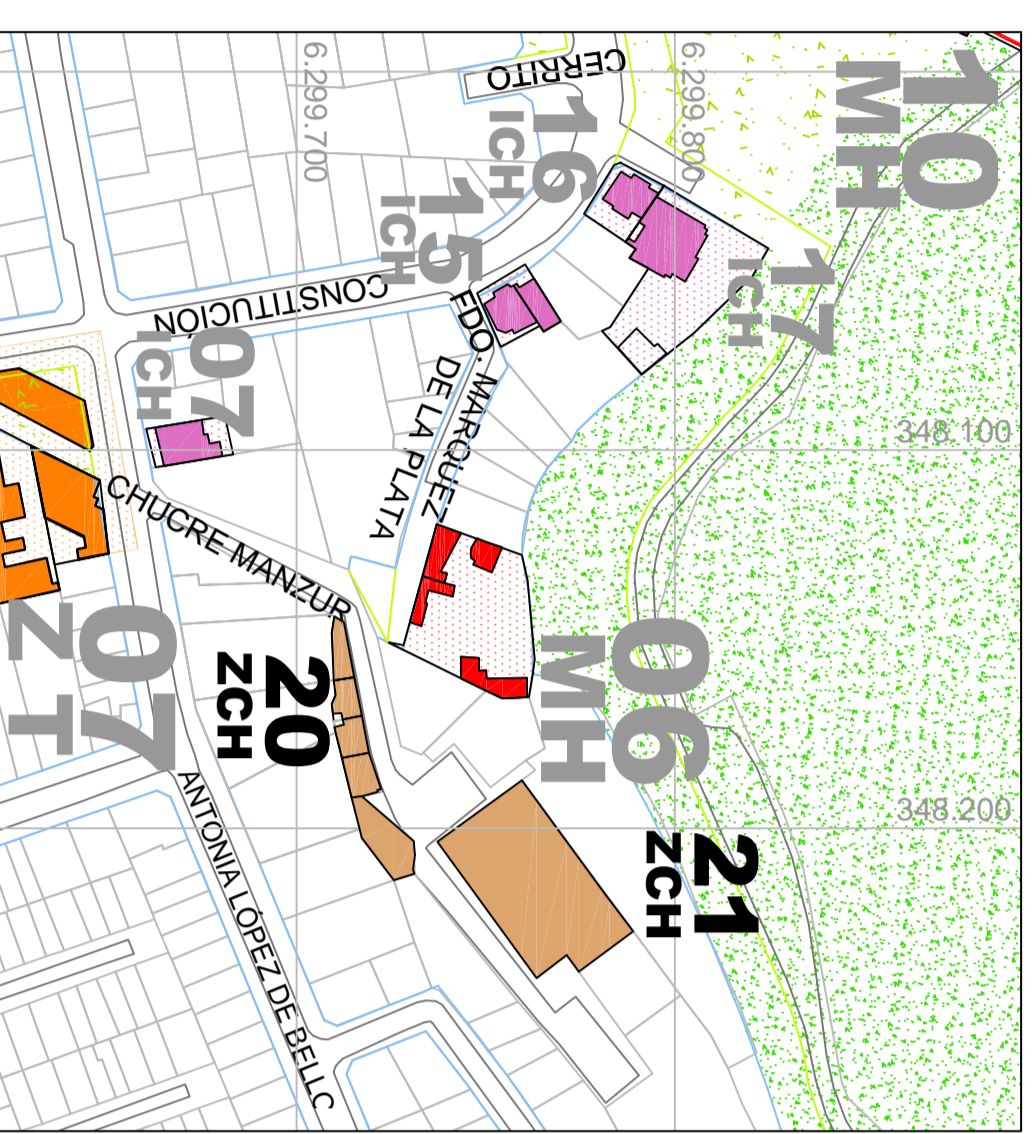 CERRITO
6.299.700
6.299.800
10
MH
16
ICH
15
ICH
17
ICH
CONSTITUCIÓN
07
ICH
FDO. MARQUEZ
DE LA PLATA
348.100
CHUCRE MANZUR
07
ZT
20
ZCH
06
MH
348.200
21
ZCH
ANTONIA LÓPEZ DE BELLC